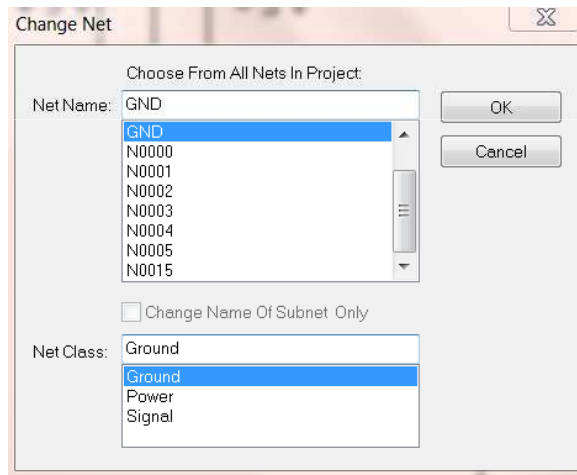 Change Net
Choose From All Nets In Project:
Net Name: GND
OK
GND
N0000
N0001
N0002
N0003
N0004
N0005
N0015
Cancel
Change Name Of Subnet Only
Net Class: Ground
Ground
Power
Signal